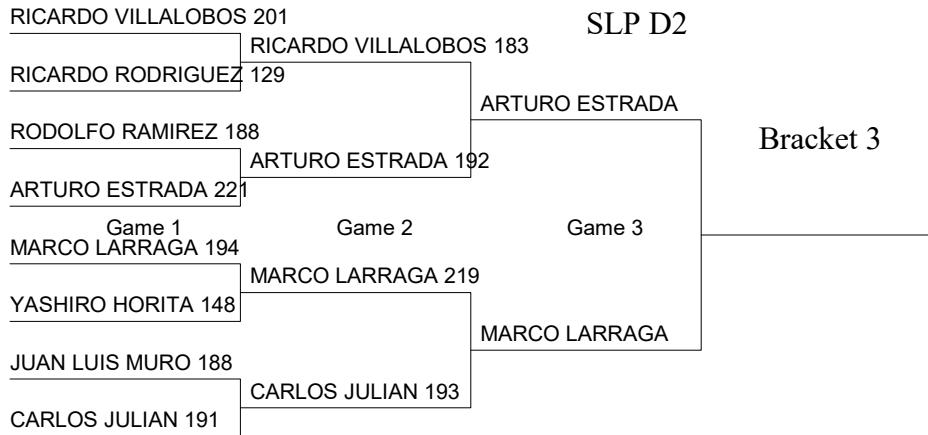 RICARDO VILLALOBOS 201
SLP D2
RICARDO VILLALOBOS 183
RICARDO RODRIGUEZ 129
ARTURO ESTRADA
RODOLFO RAMIREZ 188
Bracket 3
ARTURO ESTRADA 192
ARTURO ESTRADA 221
Game 1
Game 2
Game 3
MARCO LARRAGA 194
MARCO LARRAGA 219
YASHIRO HORITA 148
MARCO LARRAGA
JUAN LUIS MURO 188
CARLOS JULIAN 193
CARLOS JULIAN 191